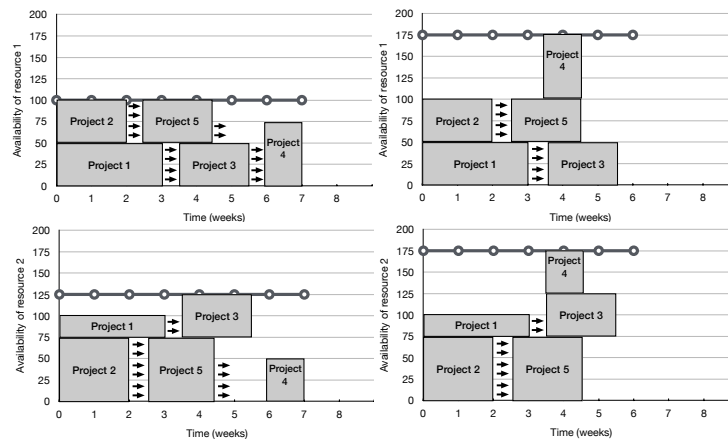 Availability of resource 1
200
175
150
125
100
75
50
25
0
Project 2
Project 5
Project 1
Project 3
Project
4
0 1 2 3 4 5 6 7 8
Time (weeks)
Availability of resource 1
200
175
150
125
100
75
50
25
0
Project
4
Project 2
Project 5
Project 1
Project 3
0 1 2 3 4 5 6 7 8
Time (weeks)
Availability of resource 2
200
175
150
125
100
75
50
25
0
Project 1
Project 3
Project 2
Project 5
Project
4
0 1 2 3 4 5 6 7 8
Time (weeks)
Availability of resource 2
200
175
150
125
100
75
50
25
0
Project
4
Project 1
Project 3
Project 2
Project 5
0 1 2 3 4 5 6 7 8
Time (weeks)